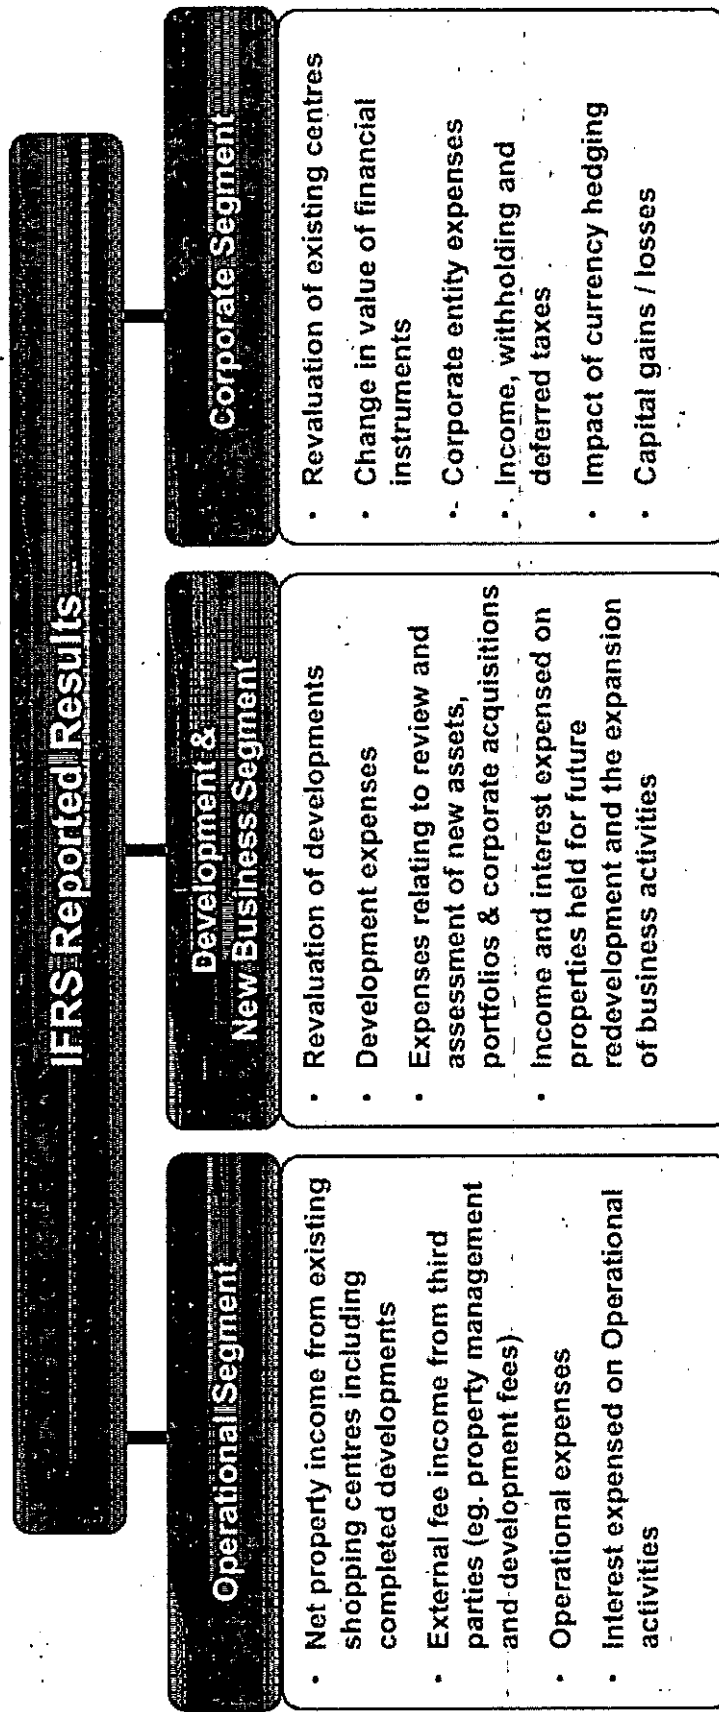 IFRS Reported Results
Operational Segment
• Net property income from existing
shopping centres including
completed developments
• External fee income from third
parties (eg. property management
and development fees)
• Operational expenses
• Interest expensed on Operational
activities
Development &
New Business Segment
• Revaluation of developments
• Development expenses
• Expenses relating to review and
assessment of new assets,
portfolios & corporate acquisitions
• Income and interest expensed on
properties held for future
redevelopment and the expansion
of business activities
Corporate Segment
• Revaluation of existing centres
• Change in value of financial
instruments
• Corporate entity expenses
• Income, withholding and
deferred taxes
• Impact of currency hedging
• Capital gains / losses